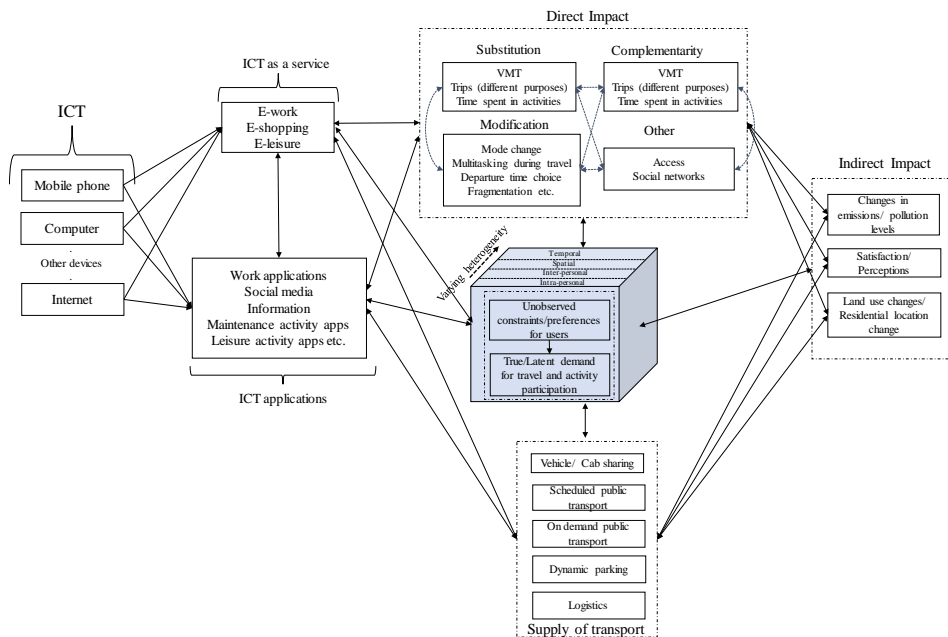 Direct Impact
Substitution
Complementarity
VMT
Trips (different purposes)
Time spent in activities
VMT
Trips (different purposes)
Time spent in activities
Modification
Other
Mode change
Multitasking during travel
Departure time choice
Fragmentation etc.
Access
Social networks
ICT as a service
E-work
E-shopping
E-leisure
ICT
Mobile phone
Computer
.
Other devices
.
Internet
Work applications
Social media
Information
Maintenance activity apps
Leisure activity apps etc.
ICT applications
Varying heterogeneity
Temporal
Spatial
Inter-personal
Intra-personal
Unobserved
constraints/preferences
for users
True/Latent demand
for travel and activity
participation
Indirect Impact
Changes in
emissions/ pollution
levels
Satisfaction/
Perceptions
Land use changes/
Residential location
change
Vehicle/ Cab sharing
Scheduled public
transport
On demand public
transport
Dynamic parking
Logistics
Supply of transport